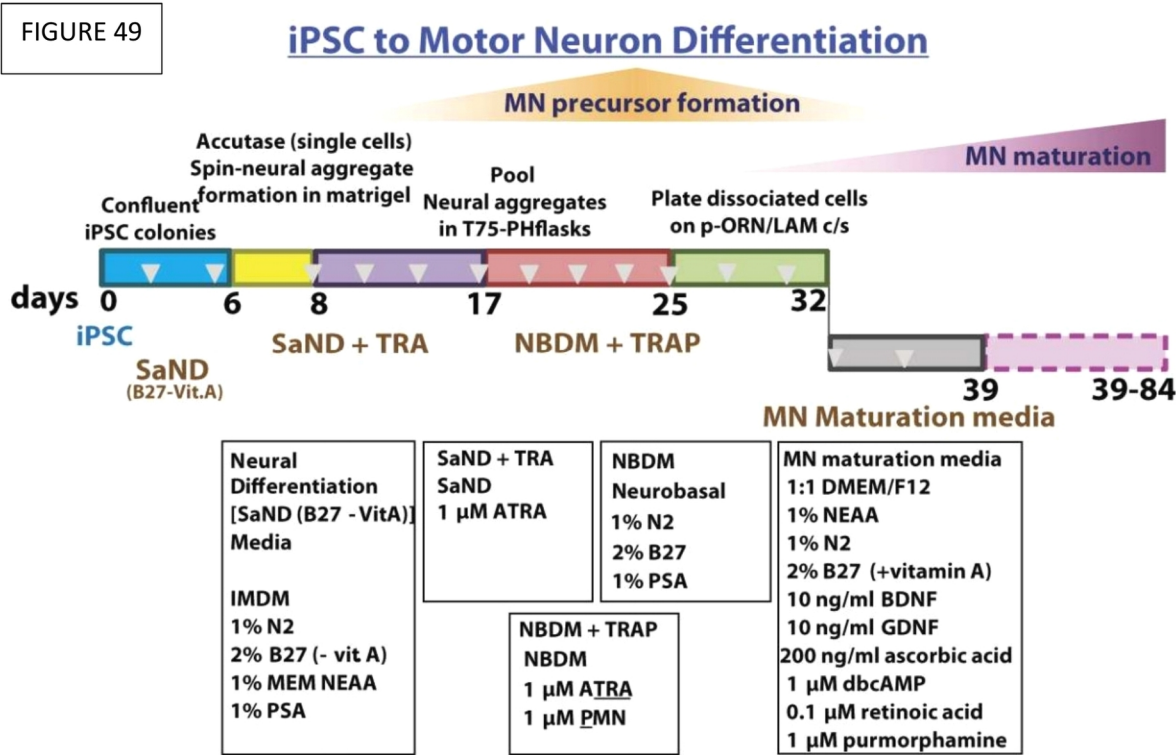 FIGURE 49
iPSC to Motor Neuron Differentiation
MN precursor formation
MN maturation
Accutase (single cells)
Spin-neural aggregate
formation in matrigel
Confluent
iPSC colonies
Pool
Neural aggregates
in T75-PHflasks
Plate dissociated cells
on p-ORN/LAM c/s
days 0 6 8 17 25 32
iPSC
SaND
(B27-Vit.A)
SaND + TRA
NBDM + TRAP
39
39-84
MN Maturation media
Neural
Differentiation
[SaND (B27 - VitA)]
Media
IMDM
1% N2
2% B27 (- vit A)
1% MEM NEAA
1% PSA
SaND + TRA
SaND
1 µM ATRA
NBDM + TRAP
NBDM
1 µM ATRA
1 µM PMN
NBDM
Neurobasal
1% N2
2% B27
1% PSA
MN maturation media
1:1 DMEM/F12
1% NEAA
1% N2
2% B27 (+vitamin A)
10 ng/ml BDNF
10 ng/ml GDNF
200 ng/ml ascorbic acid
1 µM dbcAMP
0.1 µM retinoic acid
1 µM purmorphamine